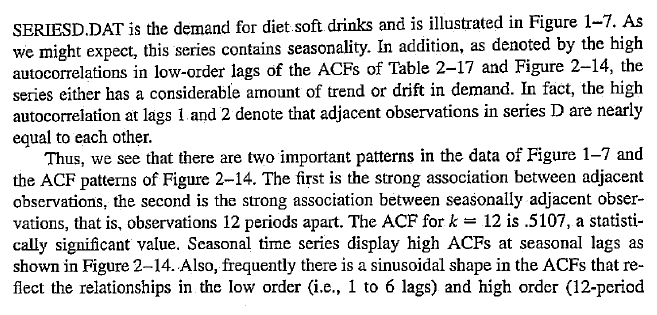 SERIESD.DAT is the demand for diet soft drinks and is illustrated in Figure 1–7. As
we might expect, this series contains seasonality. In addition, as denoted by the high
autocorrelations in low-order lags of the ACFs of Table 2–17 and Figure 2–14, the
series either has a considerable amount of trend or drift in demand. In fact, the high
autocorrelation at lags 1 and 2 denote that adjacent observations in series D are nearly
equal to each other.
Thus, we see that there are two important patterns in the data of Figure 1–7 and
the ACF patterns of Figure 2–14. The first is the strong association between adjacent
observations, the second is the strong association between seasonally adjacent obser-
vations, that is, observations 12 periods apart. The ACF for k = 12 is .5107, a statisti-
cally significant value. Seasonal time series display high ACFs at seasonal lags as
shown in Figure 2–14. Also, frequently there is a sinusoidal shape in the ACFs that re-
flect the relationships in the low order (i.e., 1 to 6 lags) and high order (12-period